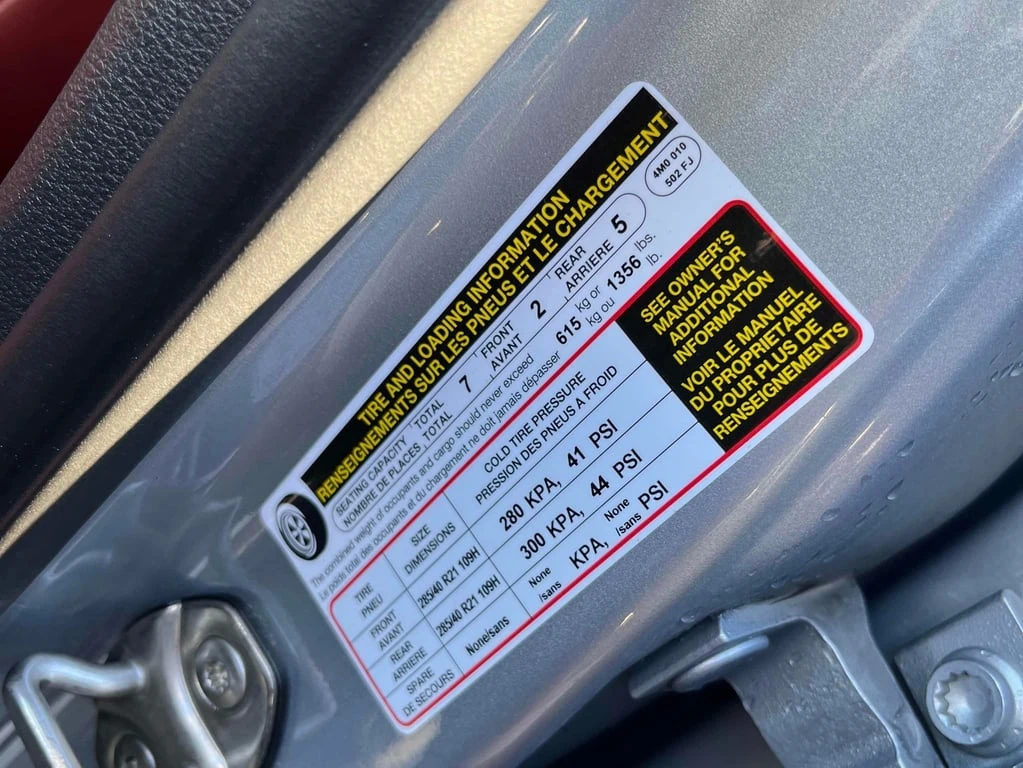 TIRE AND LOADING INFORMATION
RENSEIGNEMENTS SUR LES PNEUS ET LE CHARGEMENT
4M0 010
502 FJ
SEATING CAPACITY TOTAL 7 FRONT 2 REAR 5
NOMBRE DE PLACES TOTAL AVANT ARRIERE
The combined weight of occupants and cargo should never exceed 615 kg or 1356 lbs.
Le poids total des occupants et du chargement ne doit jamais dépasser kg ou lb.
TIRE SIZE COLD TIRE PRESSURE
PNEU DIMENSIONS PRESSION DES PNEUS A FROID
FRONT
AVANT 285/40 R21 109H 280 KPA, 41 PSI
REAR
ARRIERE 285/40 R21 109H 300 KPA, 44 PSI
SPARE
DE SECOURS None/sans None /sans KPA, None /sans PSI
SEE OWNER'S
MANUAL FOR
ADDITIONAL
INFORMATION
VOIR LE MANUEL
DU PROPRIETAIRE
POUR PLUS DE
RENSEIGNEMENTS